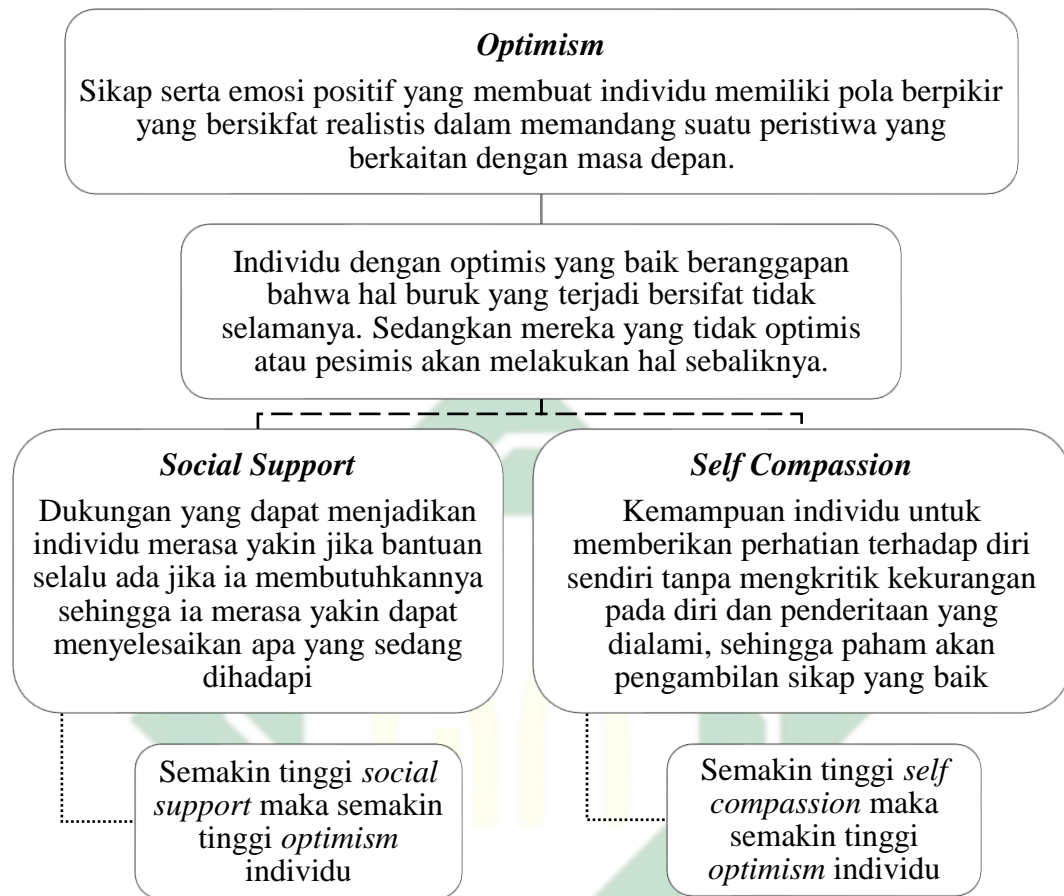 Optimism
Sikap serta emosi positif yang membuat individu memiliki pola berpikir
yang bersikfat realistis dalam memandang suatu peristiwa yang
berkaitan dengan masa depan.
Individu dengan optimis yang baik beranggapan
bahwa hal buruk yang terjadi bersifat tidak
selamanya. Sedangkan mereka yang tidak optimis
atau pesimis akan melakukan hal sebaliknya.
Social Support
Dukungan yang dapat menjadikan
individu merasa yakin jika bantuan
selalu ada jika ia membutuhkannya
sehingga ia merasa yakin dapat
menyelesaikan apa yang sedang
dihadapi
Self Compassion
Kemampuan individu untuk
memberikan perhatian terhadap diri
sendiri tanpa mengkritik kekurangan
pada diri dan penderitaan yang
dialami, sehingga paham akan
pengambilan sikap yang baik
Semakin tinggi social
support maka semakin
tinggi optimism
individu
Semakin tinggi self
compassion maka
semakin tinggi
optimism individu